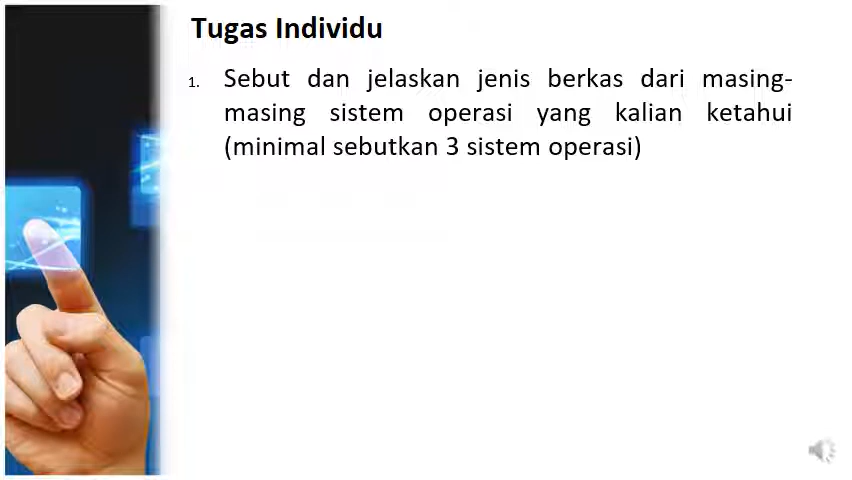 Tugas Individu
1. Sebut dan jelaskan jenis berkas dari masing-
masing sistem operasi yang kalian ketahui
(minimal sebutkan 3 sistem operasi)